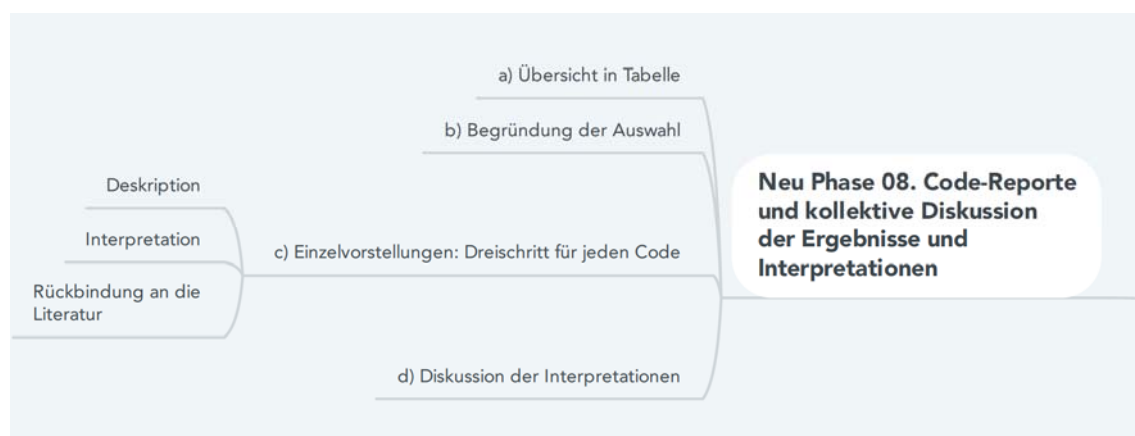 a) Übersicht in Tabelle
b) Begründung der Auswahl
Neu Phase 08. Code-Reporte
und kollektive Diskussion
der Ergebnisse und
Interpretationen
Deskription
Interpretation
c) Einzelvorstellungen: Dreischritt für jeden Code
Rückbindung an die
Literatur
d) Diskussion der Interpretationen